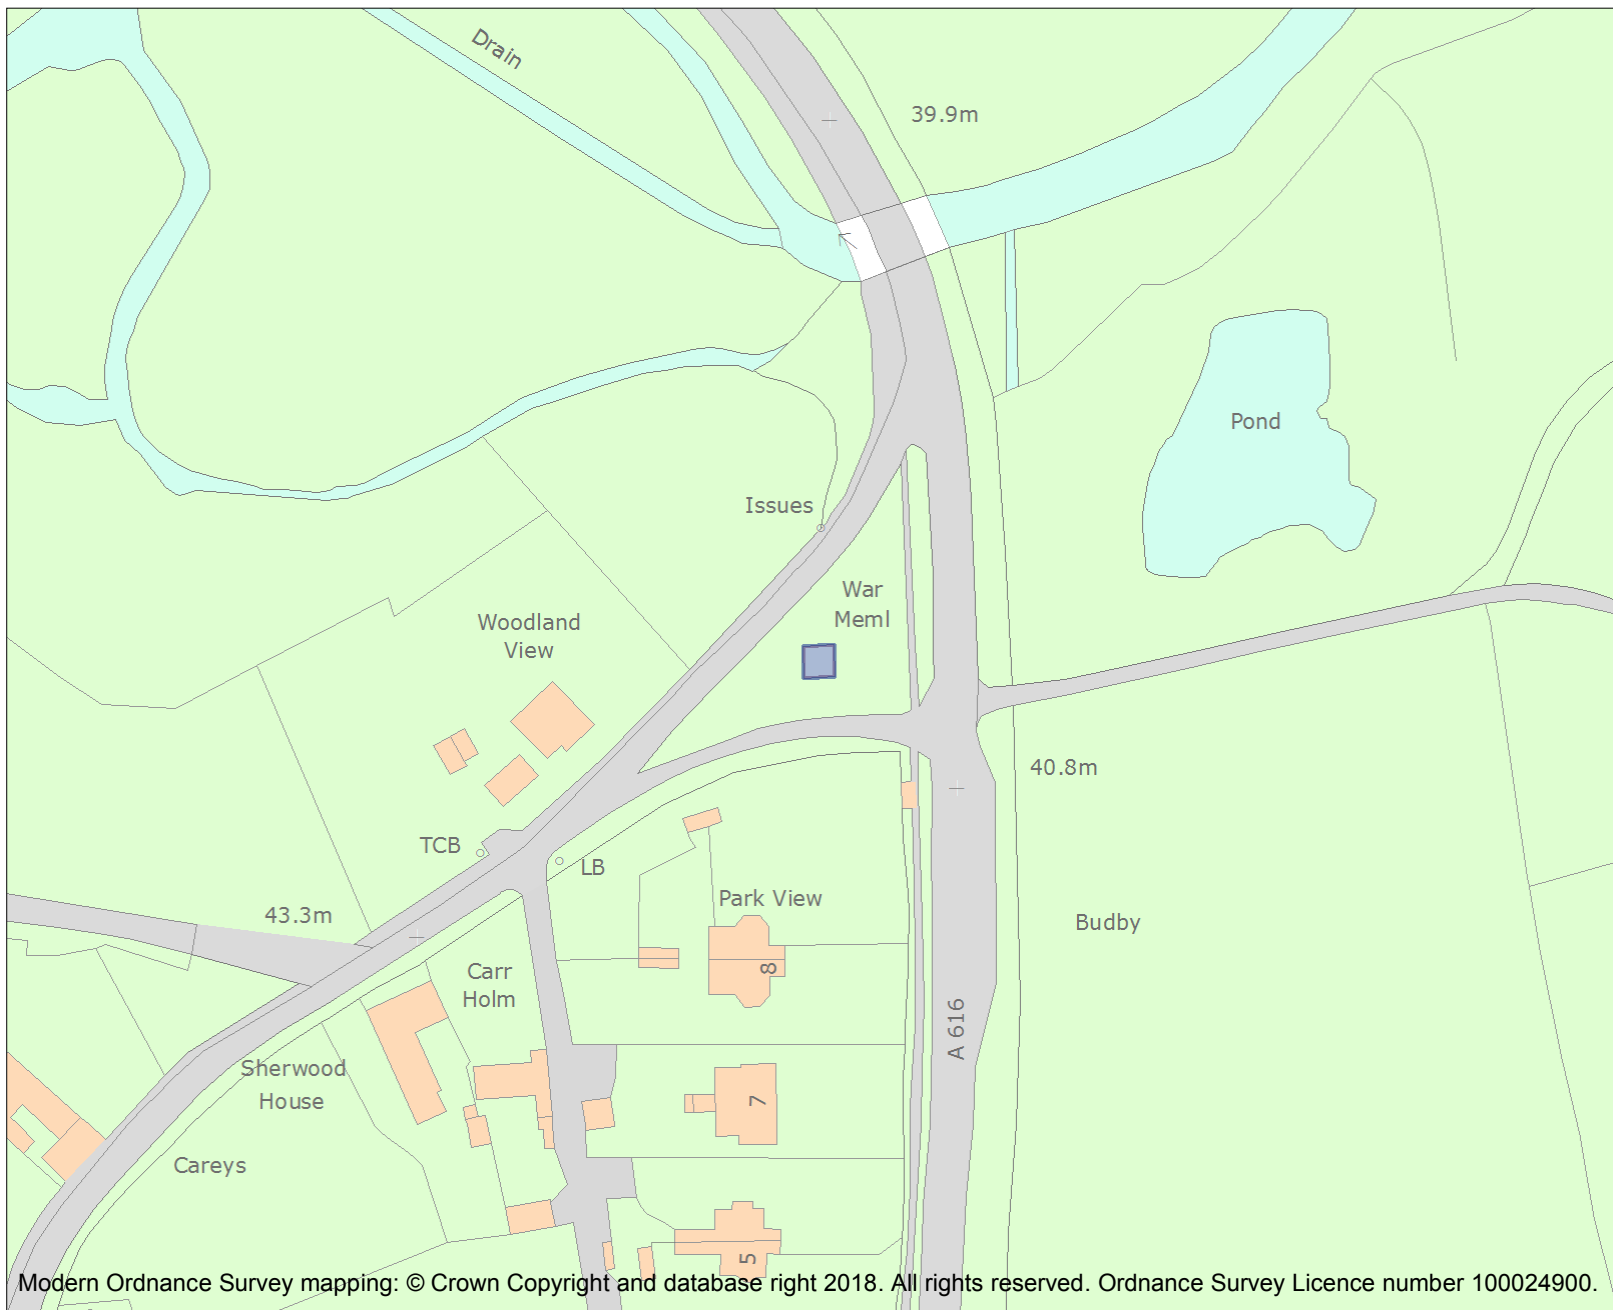 Drain
39.9m
Pond
Issues
War
Meml
Woodland
View
40.8m
TCB
LB
Park View
43.3m
Budby
8
Carr
Holm
A 616
Sherwood
House
7
Careys
5
Modern Ordnance Survey mapping: © Crown Copyright and database right 2018. All rights reserved. Ordnance Survey Licence number 100024900.